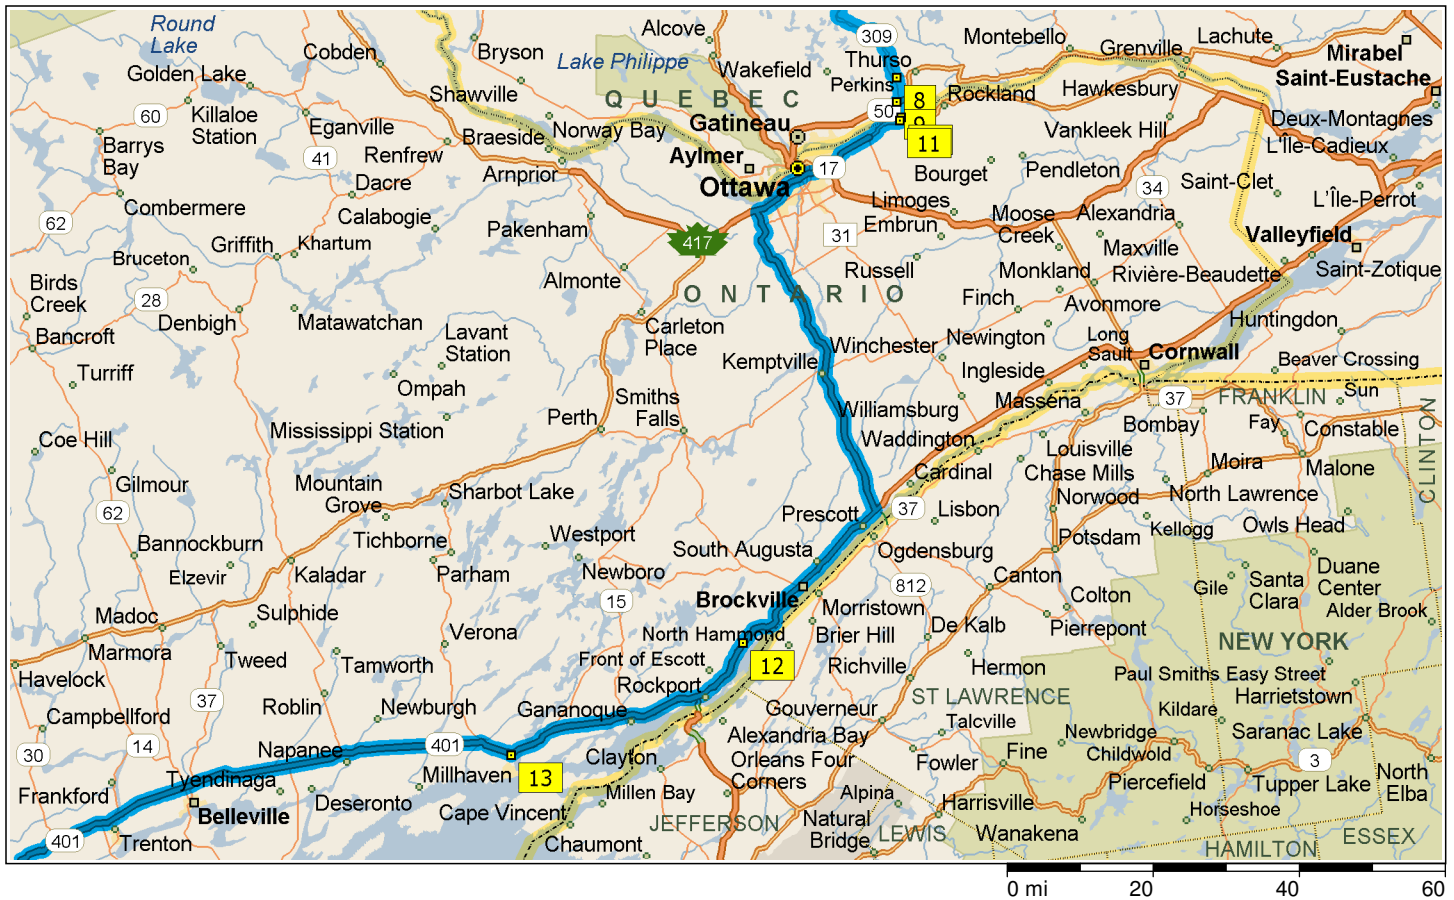 Round
Lake
Cobden
Golden Lake
Bryson
Alcove
Lake Philippe
Wakefield
309
Thurso
Perkins
Montebello
Grenville
Lachute
Mirabel
Saint-Eustache
60
Killaloe
Station
Shawville
QUEBEC
Gatineau
50
8
9
11
Rockland
Hawkesbury
Vankleek Hill
Deux-Montagnes
L'Île-Cadieux
Eganville
Braeside
Norway Bay
Barrys
Bay
41
Renfrew
Dacre
Arnprior
Aylmer
Ottawa
17
Bourget
Pendleton
34
Saint-Clet
L'Île-Perrot
Combermere
62
Calabogie
Pakenham
417
31
Limoges
Embrun
Moose
Creek
Alexandria
Maxville
Valleyfield
Saint-Zotique
Griffith
Khartum
Bruceton
Almonte
Russell
Monkland
Rivière-Beaudette
Birds
Creek
28
ONTARIO
Finch
Avonmore
Huntingdon
Bancroft
Denbigh
Matawatchan
Lavant
Station
Carleton
Place
Kemptville
Winchester
Newington
Long
Sault
Cornwall
Beaver Crossing
Turriff
Ompah
Ingleside
Sun
Smiths
Falls
Perth
Massena
37
FRANKLIN
CLINTON
Coe Hill
Mississippi Station
Williamsburg
Waddington
Bombay
Fay
Constable
Louisville
Gilmour
Mountain
Grove
Sharbot Lake
Cardinal
Chase Mills
Moira
Malone
62
Prescott
37
Lisbon
Norwood
North Lawrence
Bannockburn
Tichborne
Westport
South Augusta
Ogdensburg
Potsdam
Kellogg
Owls Head
Elzevir
Kaladar
Parham
Newboro
812
Canton
Gile
Santa
Clara
Duane
Center
Alder Brook
Madoc
Sulphide
15
Brockville
Morristown
Colton
Marmora
Tweed
Verona
North Hammond
Brier Hill
De Kalb
Pierrepont
NEW YORK
Tamworth
Front of Escott
12
Richville
Hermon
Paul Smiths
Easy Street
Havelock
37
Roblin
Newburgh
Rockport
ST LAWRENCE
Harrietstown
Campbellford
Gananoque
Gouverneur
Talcville
Kildare
30
14
Napanee
401
Clayton
Alexandria Bay
Newbridge
Saranac Lake
Fine
Childwold
Tyendinaga
Millhaven
13
Orleans Four
Corners
Fowler
Piercefield
3
Tupper Lake
North
Elba
Frankford
Deseronto
Millen Bay
Alpina
Harrisville
Horseshoe
Belleville
Cape Vincent
JEFFERSON
Natural
Bridge
LEWIS
Wanakena
HAMILTON
ESSEX
401
Trenton
Chaumont
0 mi
20
40
60